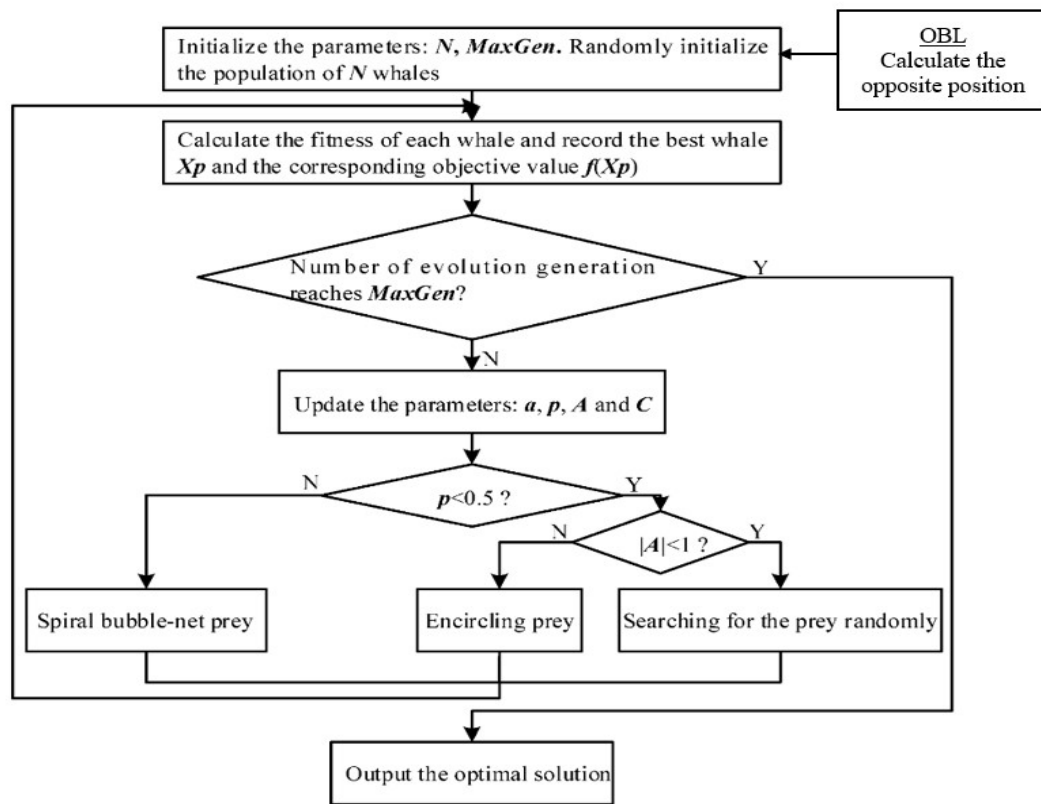 Initialize the parameters: N, MaxGen. Randomly initialize
the population of N whales
OBL
Calculate the
opposite position
Calculate the fitness of each whale and record the best whale
Xp and the corresponding objective value f(Xp)
Number of evolution generation
reaches MaxGen?
Y
N
Update the parameters: a, p, A and C
N
p<0.5 ?
Y
N
|A|<1 ?
Y
Spiral bubble-net prey
Encircling prey
Searching for the prey randomly
Output the optimal solution